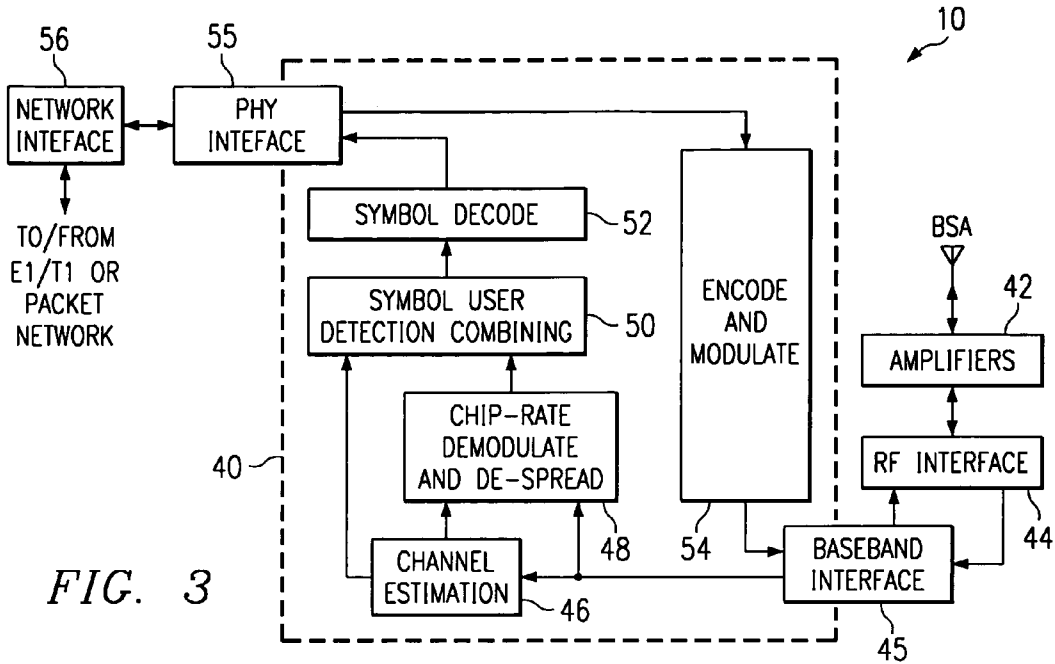 56
55
10
NETWORK
INTEFACE
PHY
INTEFACE
TO/FROM
E1/T1 OR
PACKET
NETWORK
SYMBOL DECODE
52
SYMBOL USER
DETECTION COMBINING
50
CHIP-RATE
DEMODULATE
AND DE-SPREAD
48
40
CHANNEL
ESTIMATION
46
ENCODE
AND
MODULATE
54
BSA
42
AMPLIFIERS
RF INTERFACE
44
BASEBAND
INTERFACE
45
FIG. 3